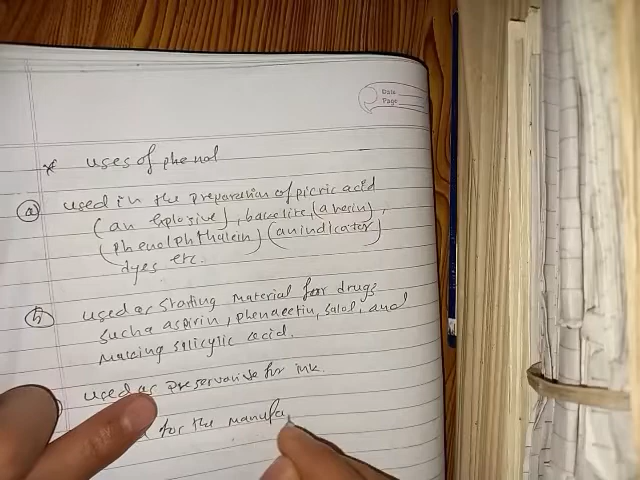 Date
Page
* uses of phenol
(a) used in the preparation of picric acid
(an explosive), bacelite, (a resin),
(phenolphthalein) (an indicator)
dyes etc.
(b) used as starting material for drugs
such a aspirin, phenacetin, salol, and
making salicylic acid.
used as preservative for ink.
for the manufa